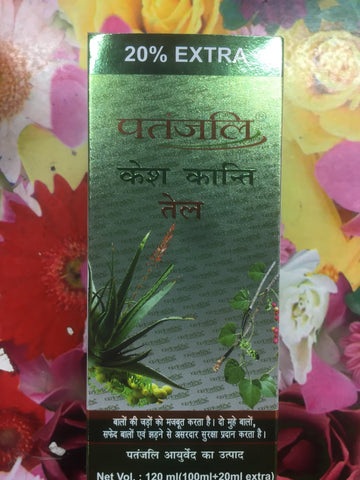 20% EXTRA
पतंजलि
केश कान्ति
तेल
बालों की जड़ों को मजबूत करता है। दो मुहे बालों,
सफेद बालों एवं झड़ने से असरदार सुरक्षा प्रदान करता है।
पतंजलि आयुर्वेद का उत्पाद
Net Vol. : 120 ml(100ml+20ml extra)